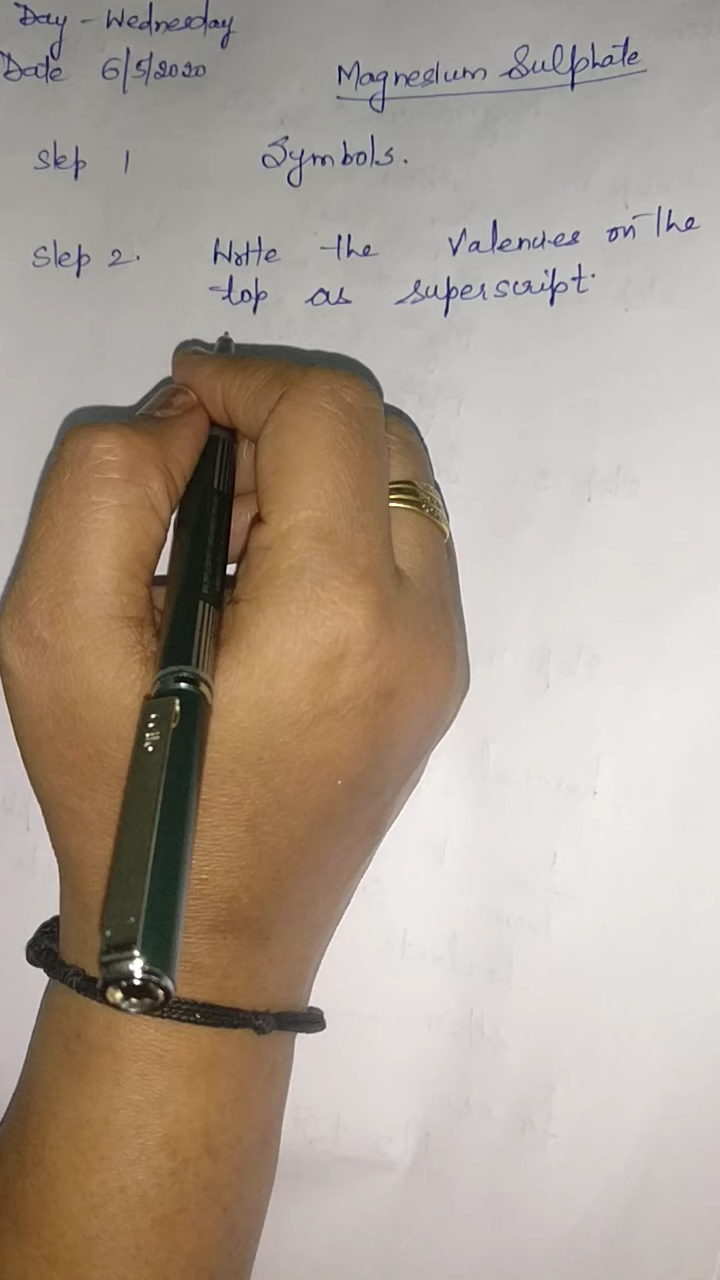 Day - Wednesday
Date 6/5/2020
Magnesium Sulphate
Step 1 Symbols.
Step 2. Write the Valencies on the
top as superscript.